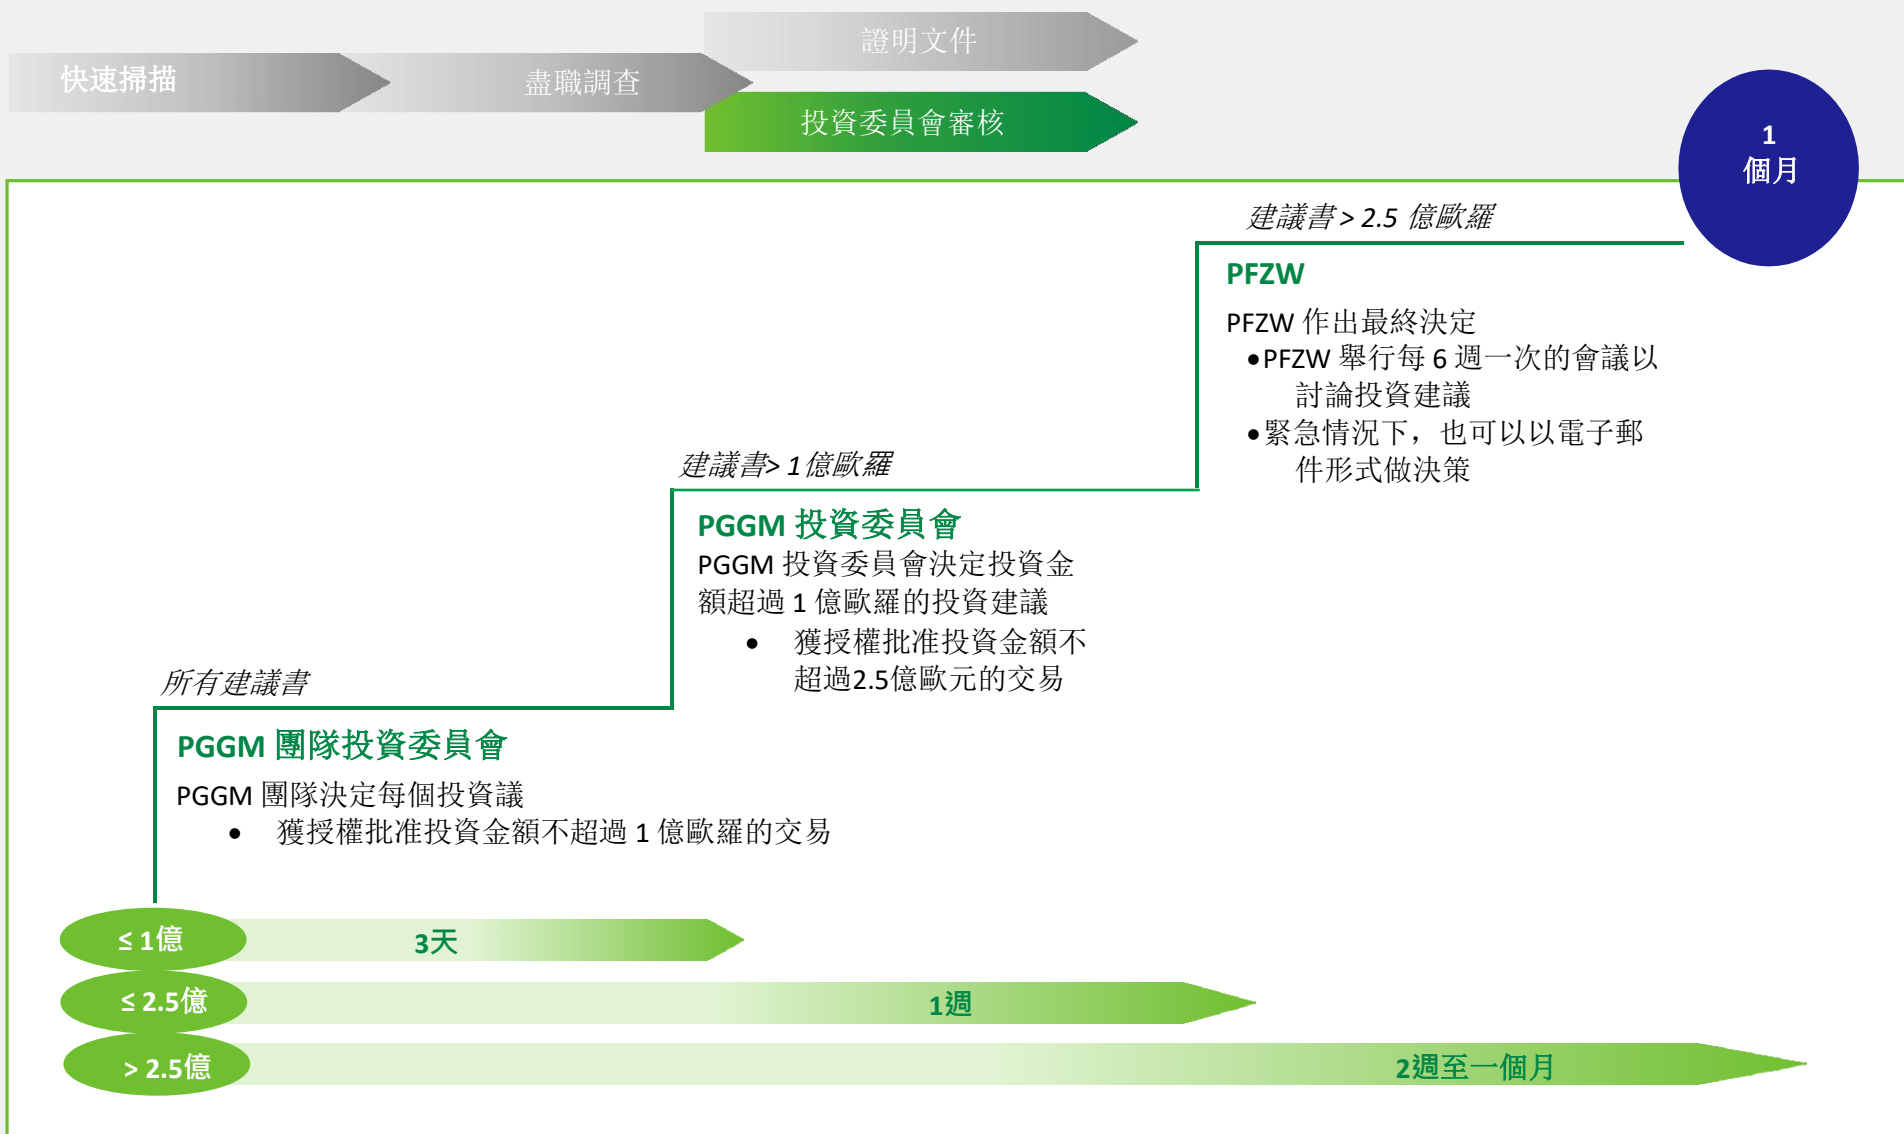 證明文件
快速掃描
盡職調查
投資委員會審核
1
個月
建議書 > 2.5 億歐羅
PFZW
PFZW 作出最終決定
•PFZW 舉行每 6 週一次的會議以
討論投資建議
•緊急情況下，也可以以電子郵
件形式做決策
建議書> 1億歐羅
PGGM 投資委員會
PGGM 投資委員會決定投資金
額超過 1 億歐羅的投資建議
• 獲授權批准投資金額不
超過2.5億歐元的交易
所有建議書
PGGM 團隊投資委員會
PGGM 團隊決定每個投資議
• 獲授權批准投資金額不超過 1 億歐羅的交易
≤ 1億
3天
≤ 2.5億
1週
> 2.5億
2週至一個月